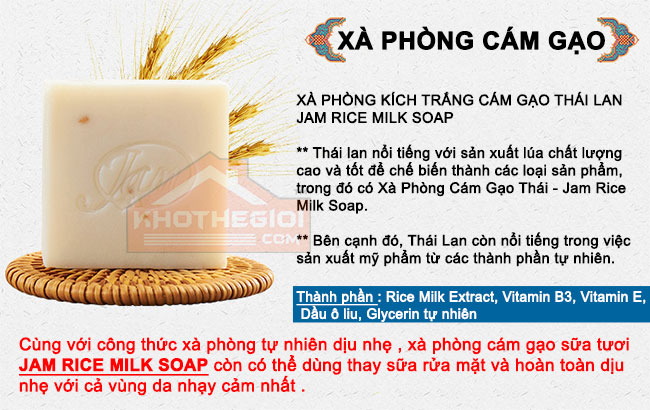 XÀ PHÒNG CÁM GẠO
XÀ PHÒNG KÍCH TRẮNG CÁM GẠO THÁI LAN
JAM RICE MILK SOAP
** Thái lan nổi tiếng với sản xuất lúa chất lượng
cao và tốt để chế biến thành các loại sản phẩm,
trong đó có Xà Phòng Cám Gạo Thái - Jam Rice
Milk Soap.
** Bên cạnh đó, Thái Lan còn nổi tiếng trong việc
sản xuất mỹ phẩm từ các thành phần tự nhiên.
Jam
KHOTHEGIOI
.COM
Thành phần : Rice Milk Extract, Vitamin B3, Vitamin E,
Dầu ô liu, Glycerin tự nhiên
Cùng với công thức xà phòng tự nhiên dịu nhẹ , xà phòng cám gạo sữa tươi
JAM RICE MILK SOAP còn có thể dùng thay sữa rửa mặt và hoàn toàn dịu
nhẹ với cả vùng da nhạy cảm nhất .